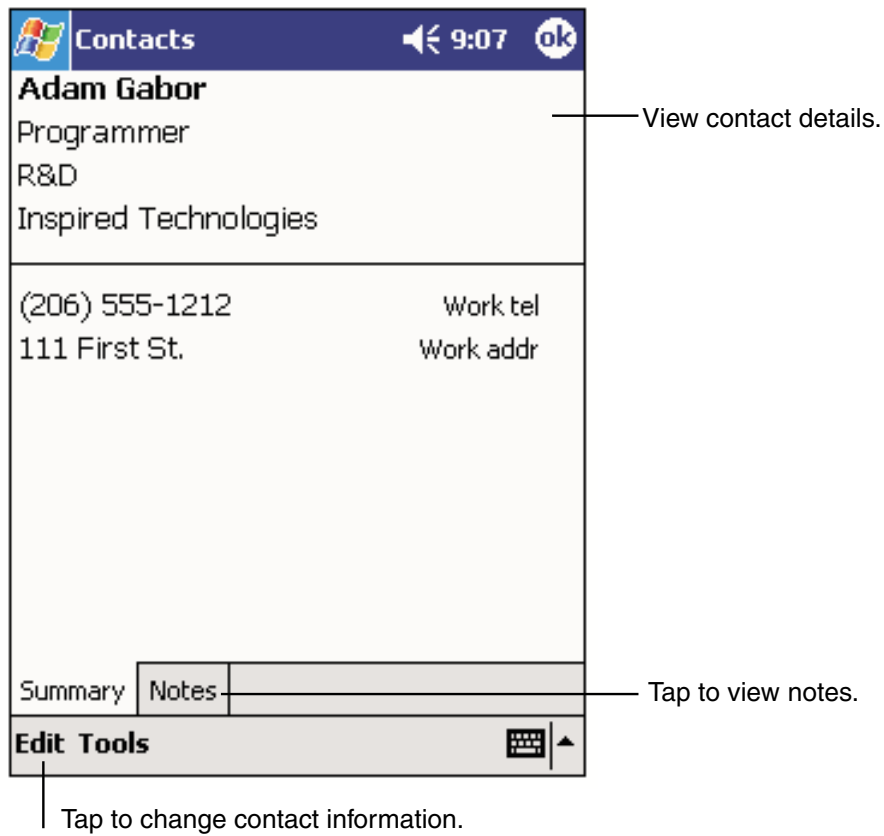 Contacts 9:07 ok
Adam Gabor
Programmer
R&D
Inspired Technologies
View contact details.
(206) 555-1212 Work tel
111 First St. Work addr
Summary Notes
Tap to view notes.
Edit Tools
Tap to change contact information.